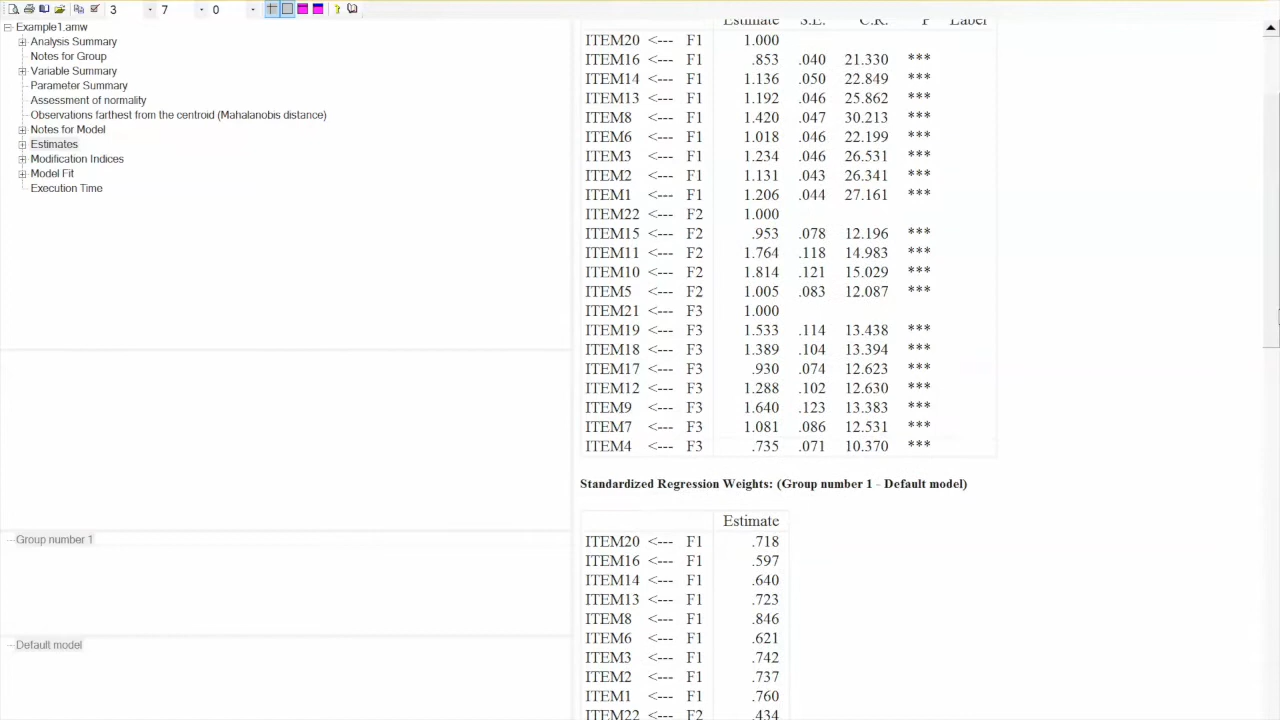 3 7 0
Example1.amw
Analysis Summary
Notes for Group
Variable Summary
Parameter Summary
Assessment of normality
Observations farthest from the centroid (Mahalanobis distance)
Notes for Model
Estimates
Modification Indices
Model Fit
Execution Time
Group number 1
Default model
Estimate S.E. C.R. P Label
ITEM20 <--- F1 1.000
ITEM16 <--- F1 .853 .040 21.330 ***
ITEM14 <--- F1 1.136 .050 22.849 ***
ITEM13 <--- F1 1.192 .046 25.862 ***
ITEM8 <--- F1 1.420 .047 30.213 ***
ITEM6 <--- F1 1.018 .046 22.199 ***
ITEM3 <--- F1 1.234 .046 26.531 ***
ITEM2 <--- F1 1.131 .043 26.341 ***
ITEM1 <--- F1 1.206 .044 27.161 ***
ITEM22 <--- F2 1.000
ITEM15 <--- F2 .953 .078 12.196 ***
ITEM11 <--- F2 1.764 .118 14.983 ***
ITEM10 <--- F2 1.814 .121 15.029 ***
ITEM5 <--- F2 1.005 .083 12.087 ***
ITEM21 <--- F3 1.000
ITEM19 <--- F3 1.533 .114 13.438 ***
ITEM18 <--- F3 1.389 .104 13.394 ***
ITEM17 <--- F3 .930 .074 12.623 ***
ITEM12 <--- F3 1.288 .102 12.630 ***
ITEM9 <--- F3 1.640 .123 13.383 ***
ITEM7 <--- F3 1.081 .086 12.531 ***
ITEM4 <--- F3 .735 .071 10.370 ***
Standardized Regression Weights: (Group number 1 - Default model)
Estimate
ITEM20 <--- F1 .718
ITEM16 <--- F1 .597
ITEM14 <--- F1 .640
ITEM13 <--- F1 .723
ITEM8 <--- F1 .846
ITEM6 <--- F1 .621
ITEM3 <--- F1 .742
ITEM2 <--- F1 .737
ITEM1 <--- F1 .760
ITEM22 <--- F2 .434